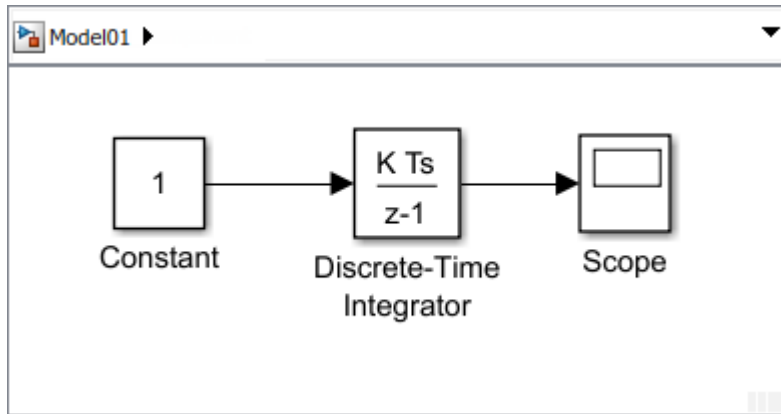 Model01
1
K Ts
z-1
Constant
Discrete-Time
Integrator
Scope